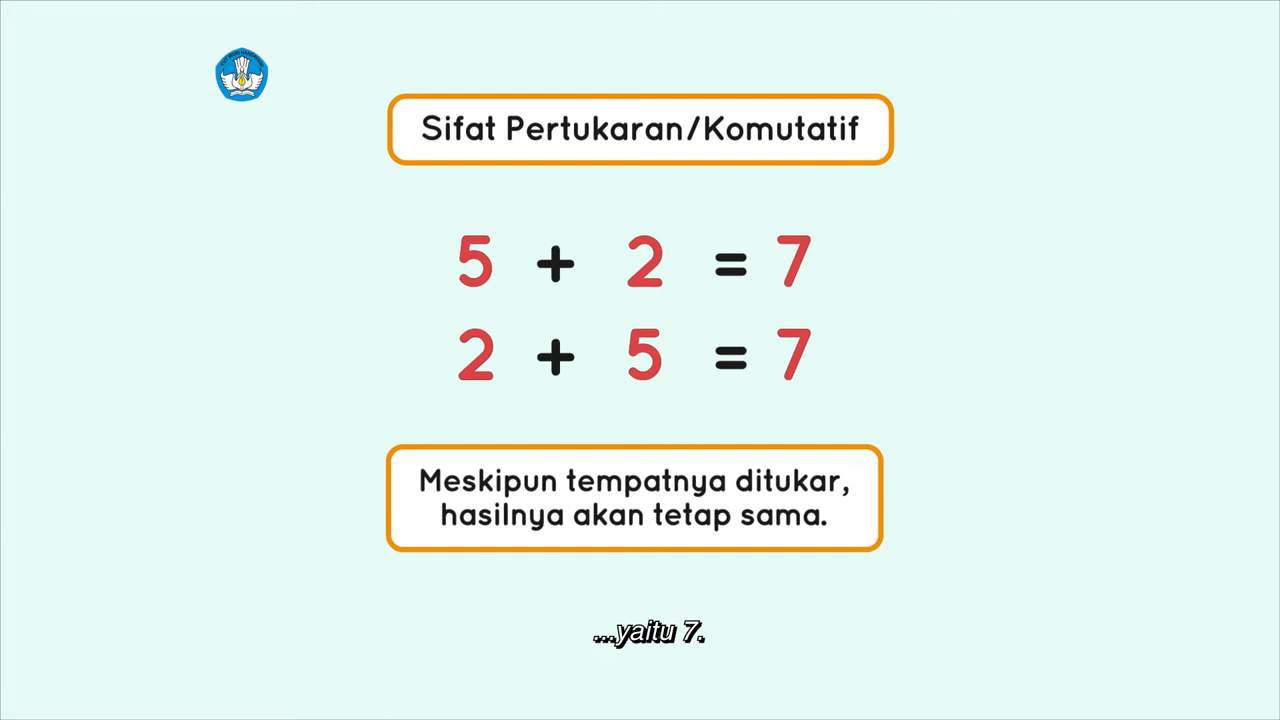 Sifat Pertukaran/Komutatif
5 + 2 = 7
2 + 5 = 7
Meskipun tempatnya ditukar,
hasilnya akan tetap sama.
...yaitu 7.